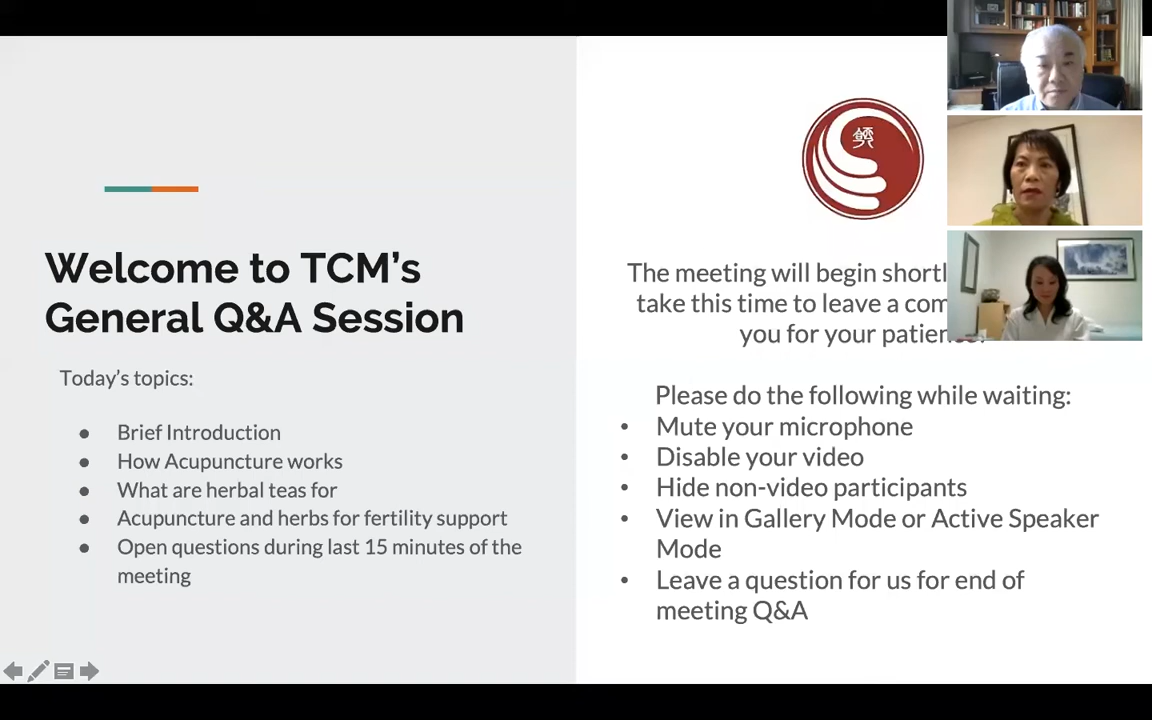 Welcome to TCM's
General Q&A Session
Today's topics:
● Brief Introduction
● How Acupuncture works
● What are herbal teas for
● Acupuncture and herbs for fertility support
● Open questions during last 15 minutes of the
meeting
The meeting will begin shortl
take this time to leave a com
you for your patien
Please do the following while waiting:
• Mute your microphone
• Disable your video
• Hide non-video participants
• View in Gallery Mode or Active Speaker
Mode
• Leave a question for us for end of
meeting Q&A